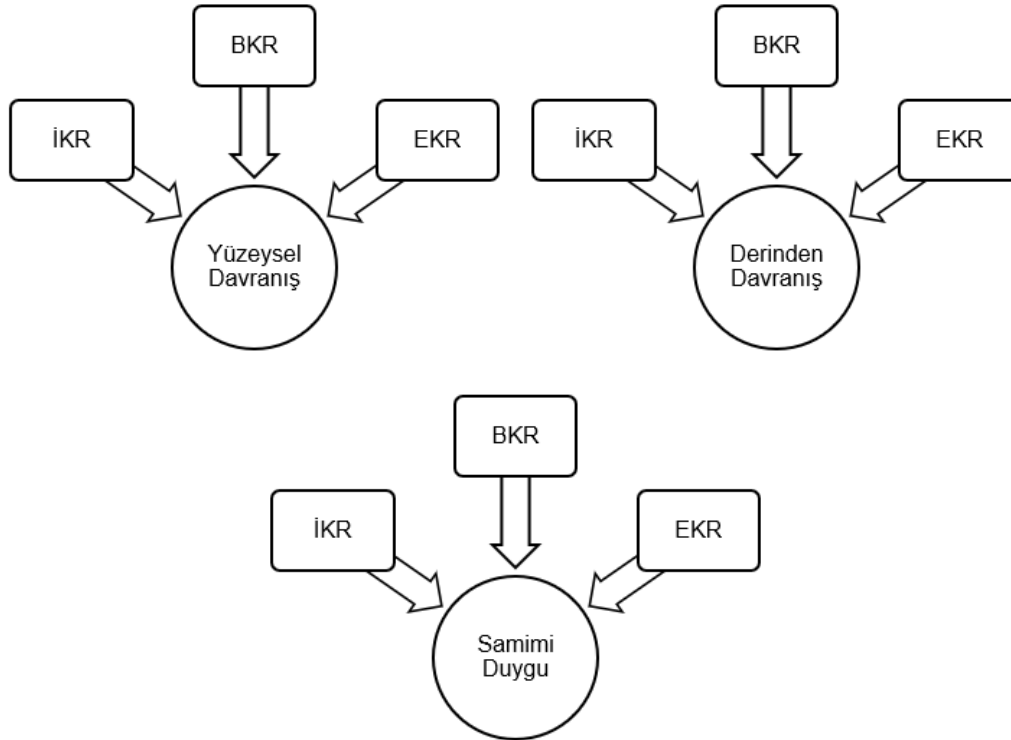 BKR
İKR
EKR
Yüzeysel
Davranış
BKR
İKR
EKR
Derinden
Davranış
BKR
İKR
EKR
Samimi
Duygu